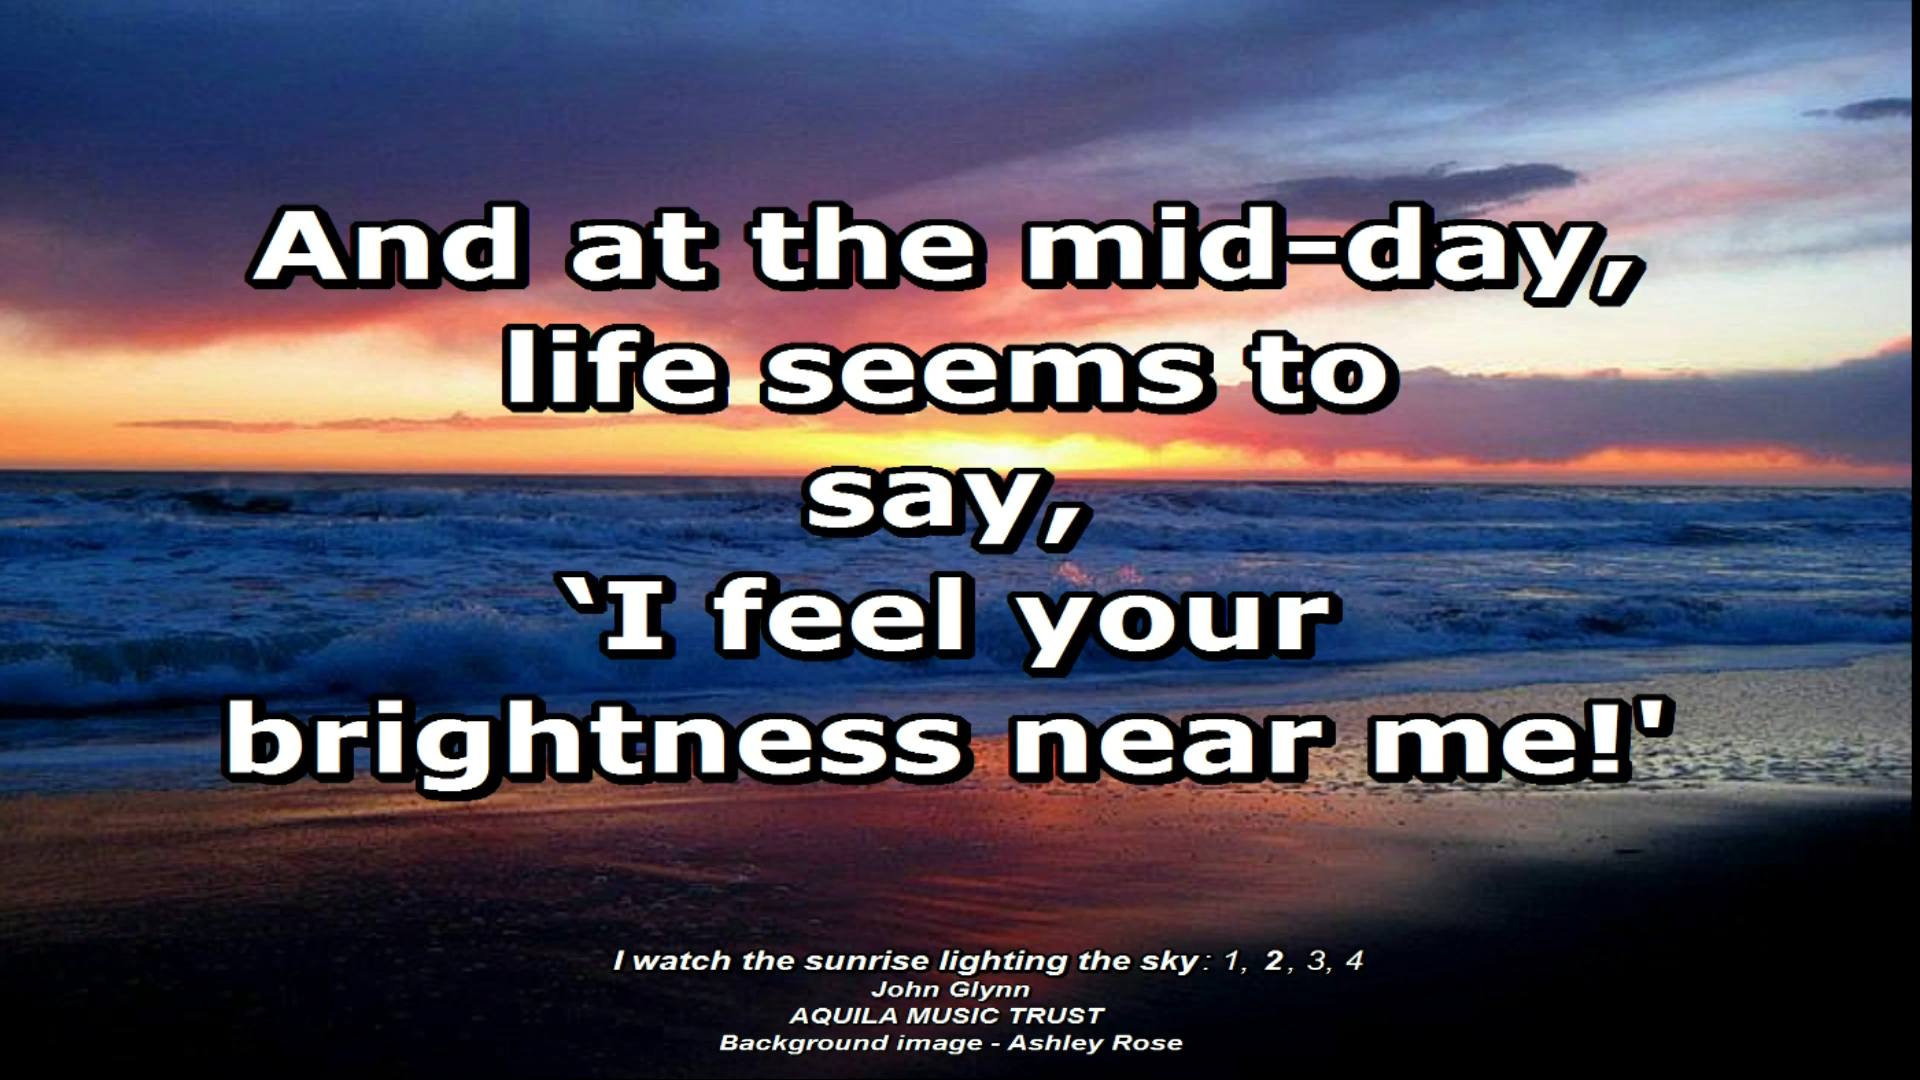 And at the mid-day,
life seems to
say,
‘I feel your
brightness near me!'
I watch the sunrise lighting the sky: 1, 2, 3, 4
John Glynn
AQUILA MUSIC TRUST
Background image - Ashley Rose